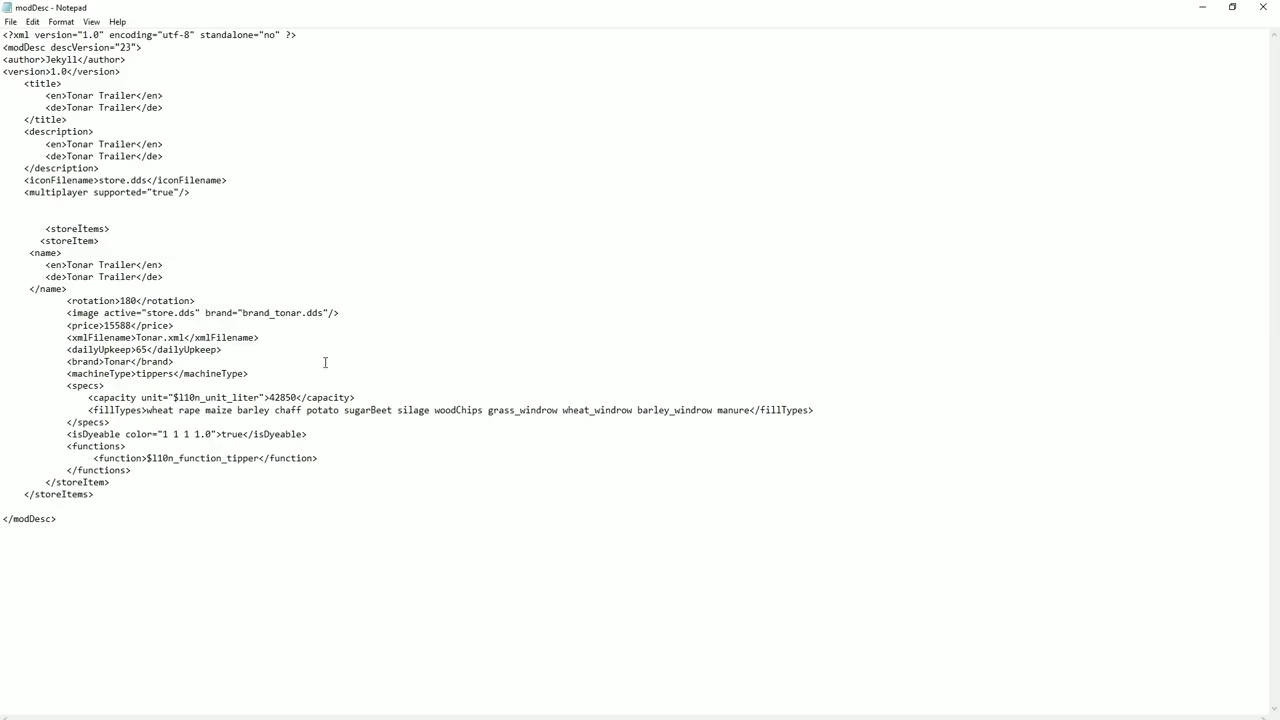 modDesc - Notepad
File Edit Format View Help
<?xml version="1.0" encoding="utf-8" standalone="no" ?>
<modDesc descVersion="23">
<author>Jekyll</author>
<version>1.0</version>
<title>
<en>Tonar Trailer</en>
<de>Tonar Trailer</de>
</title>
<description>
<en>Tonar Trailer</en>
<de>Tonar Trailer</de>
</description>
<iconFilename>store.dds</iconFilename>
<multiplayer supported="true"/>
<storeItems>
<storeItem>
<name>
<en>Tonar Trailer</en>
<de>Tonar Trailer</de>
</name>
<rotation>180</rotation>
<image active="store.dds" brand="brand_tonar.dds"/>
<price>15588</price>
<xmlFilename>Tonar.xml</xmlFilename>
<dailyUpkeep>65</dailyUpkeep>
<brand>Tonar</brand>
<machineType>tippers</machineType>
<specs>
<capacity unit="$l10n_unit_liter">42850</capacity>
<fillTypes>wheat rape maize barley chaff potato sugarBeet silage woodChips grass_windrow wheat_windrow barley_windrow manure</fillTypes>
</specs>
<isDyeable color="1 1 1 1.0">true</isDyeable>
<functions>
<function>$l10n_function_tipper</function>
</functions>
</storeItem>
</storeItems>
</modDesc>